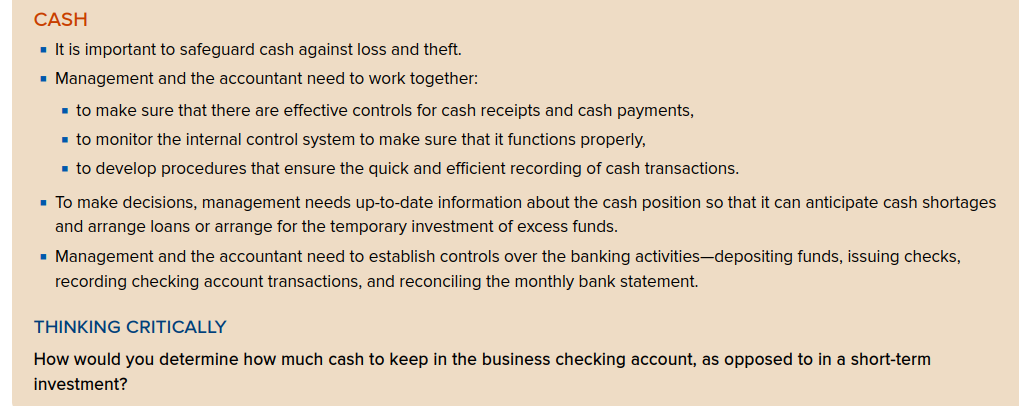 CASH
▪ It is important to safeguard cash against loss and theft.
▪ Management and the accountant need to work together:
▪ to make sure that there are effective controls for cash receipts and cash payments,
▪ to monitor the internal control system to make sure that it functions properly,
▪ to develop procedures that ensure the quick and efficient recording of cash transactions.
▪ To make decisions, management needs up-to-date information about the cash position so that it can anticipate cash shortages
and arrange loans or arrange for the temporary investment of excess funds.
▪ Management and the accountant need to establish controls over the banking activities—depositing funds, issuing checks,
recording checking account transactions, and reconciling the monthly bank statement.
THINKING CRITICALLY
How would you determine how much cash to keep in the business checking account, as opposed to in a short-term
investment?